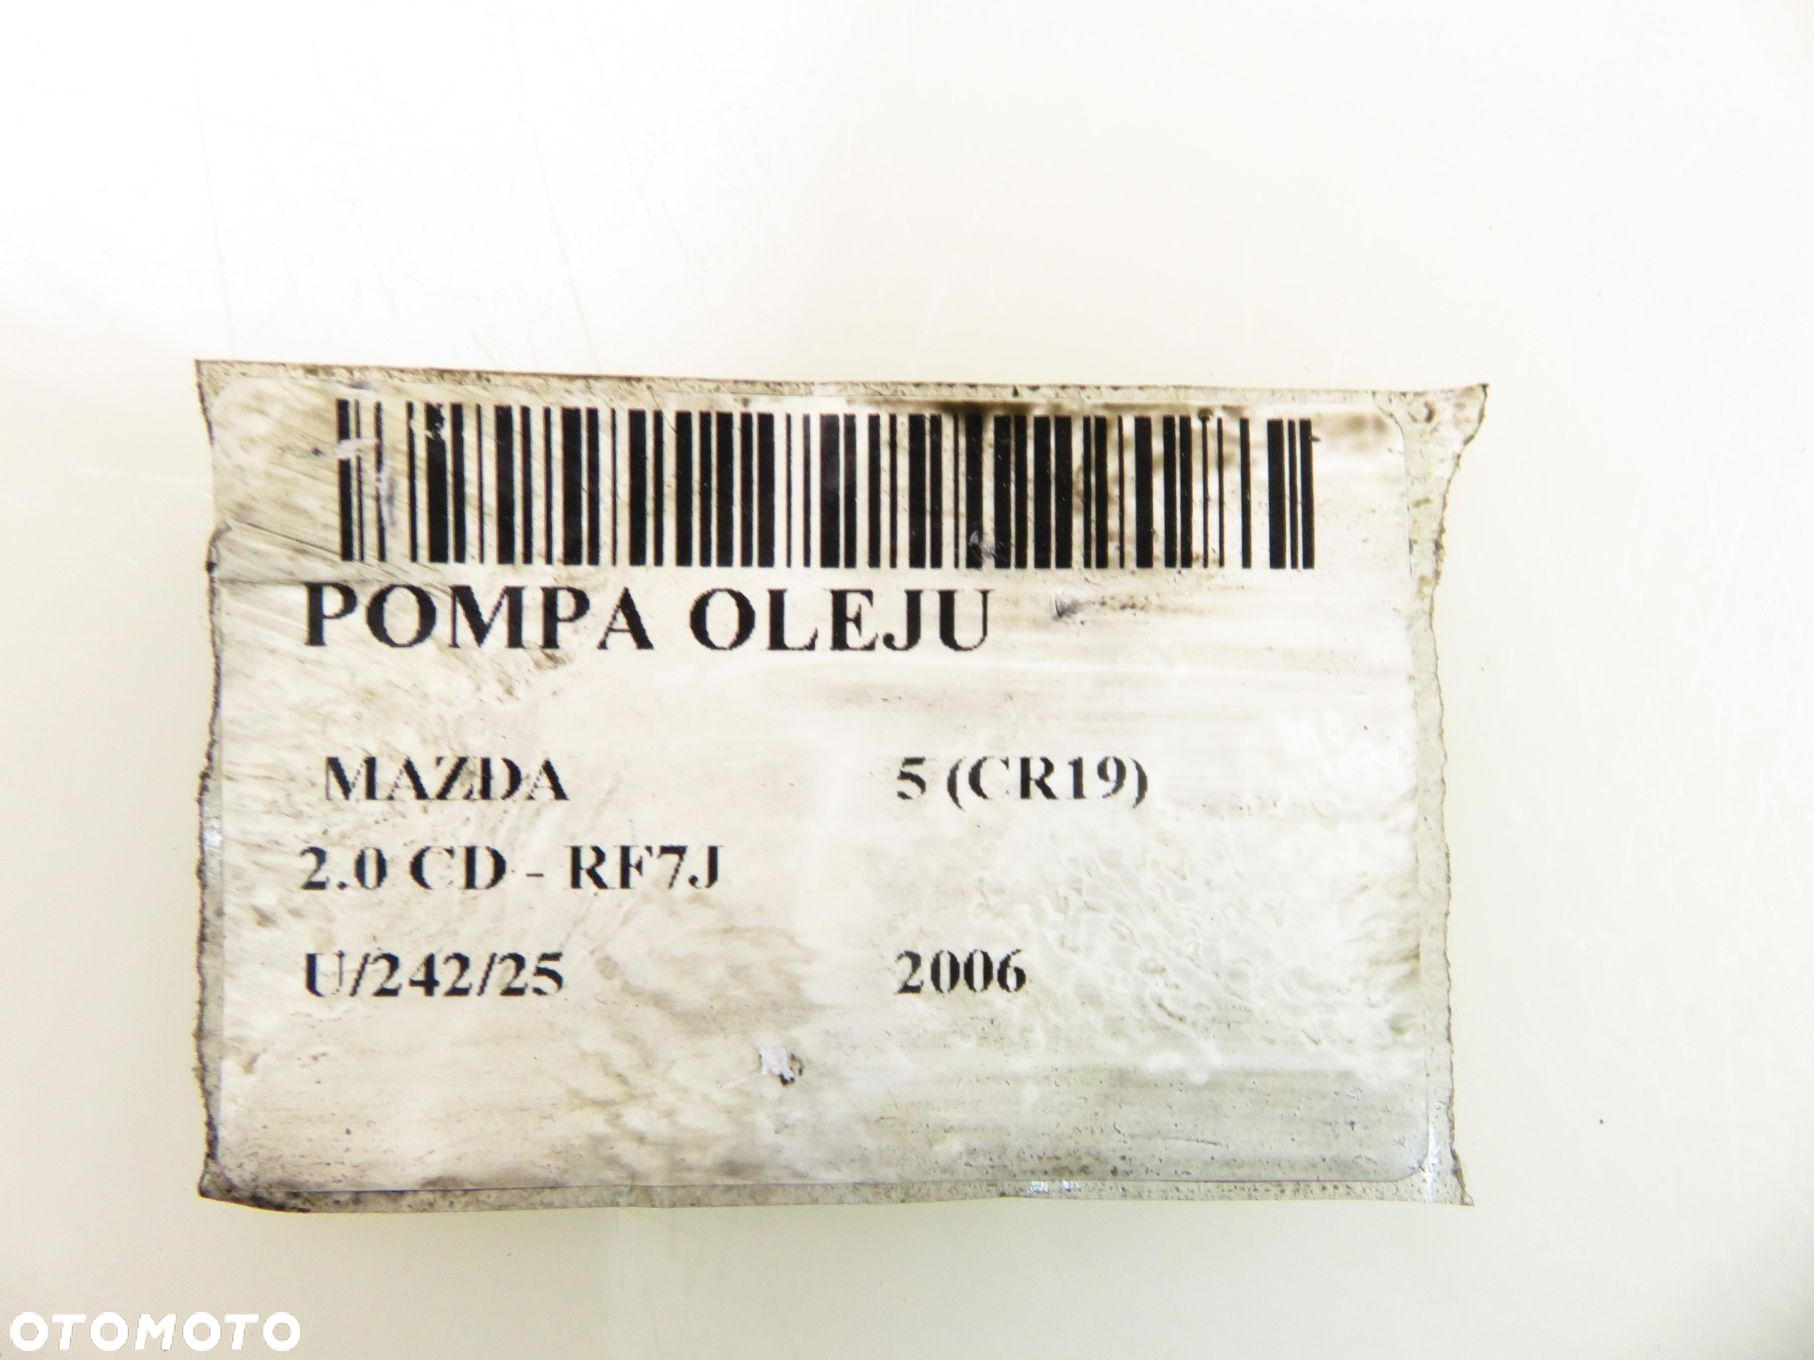 POMPA OLEJU
MAZDA 5 (CR19)
2.0 CD - RF7J
U/242/25 2006
OTOMOTO